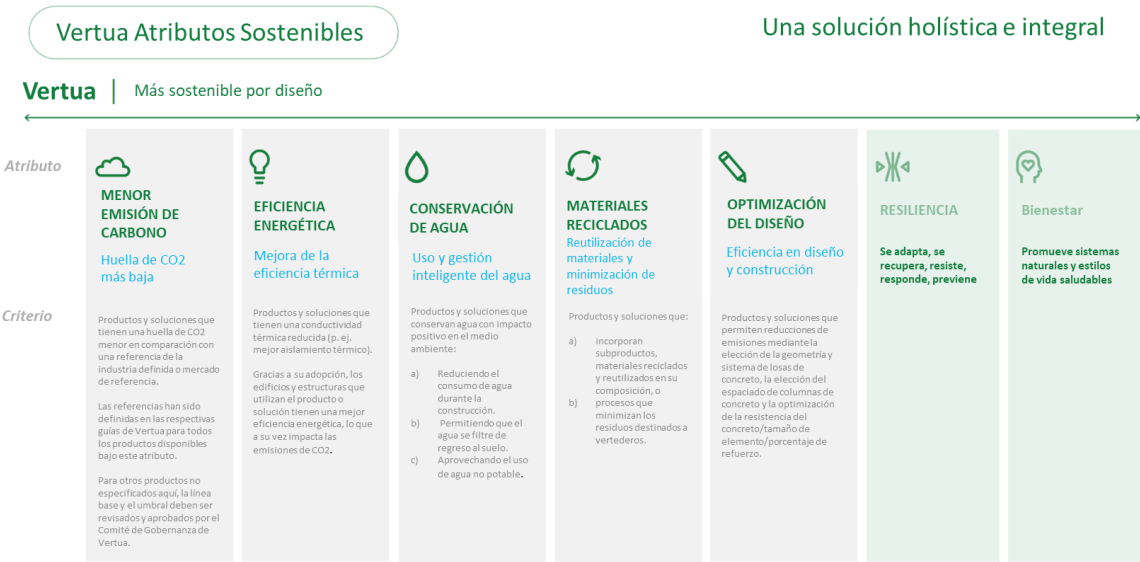 Vertua Atributos Sostenibles
Una solución holística e integral
Vertua | Más sostenible por diseño
Atributo
MENOR
EMISIÓN DE
CARBONO
Huella de CO2
más baja
EFICIENCIA
ENERGÉTICA
Mejora de la
eficiencia térmica
CONSERVACIÓN
DE AGUA
Uso y gestión
inteligente del agua
MATERIALES
RECICLADOS
Reutilización de
materiales y
minimización de
residuos
OPTIMIZACIÓN
DEL DISEÑO
Eficiencia en diseño
y construcción
RESILIENCIA
Se adapta, se
recupera, resiste,
responde, previene
Bienestar
Promueve sistemas
naturales y estilos
de vida saludables
Criterio
Productos y soluciones que
tienen una huella de CO2
menor en comparación con
una referencia de la
industria definida o mercado
de referencia.
Las referencias han sido
definidas en las respectivas
guías de Vertua para todos
los productos disponibles
bajo este atributo.
Para otros productos no
especificados aquí, la línea
base y el umbral deben ser
revisados y aprobados por el
Comité de Gobernanza de
Vertua.
Productos y soluciones que
tienen una conductividad
térmica reducida (p. ej.
mejor aislamiento térmico).
Gracias a su adopción, los
edificios y estructuras que
utilizan el producto o
solución tienen una mejor
eficiencia energética, lo que
a su vez impacta las
emisiones de CO2.
Productos y soluciones que
conservan agua con impacto
positivo en el medio
ambiente:
a) Reduciendo el
consumo de agua
durante la
construcción.
b) Permitiendo que el
agua se filtre de
regreso al suelo.
c) Aprovechando el uso
de agua no potable.
Productos y soluciones que:
a) incorporan
subproductos,
materiales reciclados
y reutilizados en su
composición, o
b) procesos que
minimizan los
residuos destinados a
vertederos.
Productos y soluciones que
permiten reducciones de
emisiones mediante la
elección de la geometría y
sistema de losas de
concreto, la elección del
espaciado de columnas de
concreto y la optimización
de la resistencia del
concreto/tamaño de
elemento/porcentaje de
refuerzo.